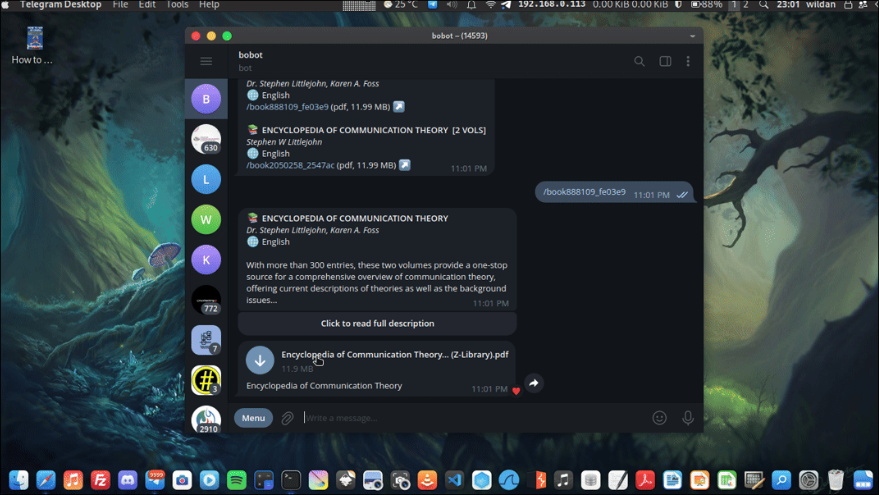 Telegram Desktop File Edit Tools Help 25 °C 192.168.0.113 0.00 KiB 0.00 KiB 88% 1 2 23:01 wildan
How to ...
bobot – (14593)
bobot
bot
Dr. Stephen Littlejohn, Karen A. Foss
English
/book888109_fe03e9 (pdf, 11.99 MB)
ENCYCLOPEDIA OF COMMUNICATION THEORY [2 VOLS]
Stephen W Littlejohn
English
/book2050258_2547ac (pdf, 11.99 MB)
11:01 PM
/book888109_fe03e9 11:01 PM
ENCYCLOPEDIA OF COMMUNICATION THEORY
Dr. Stephen Littlejohn, Karen A. Foss
English
With more than 300 entries, these two volumes provide a one-stop
source for a comprehensive overview of communication theory,
offering current descriptions of theories as well as the background
issues...
11:01 PM
Click to read full description
Encyclopedia of Communication Theory... (Z-Library).pdf
11.9 MB
Encyclopedia of Communication Theory
11:01 PM
Menu
Write a message...
B
630
L
W
K
772
7
#
3
2910